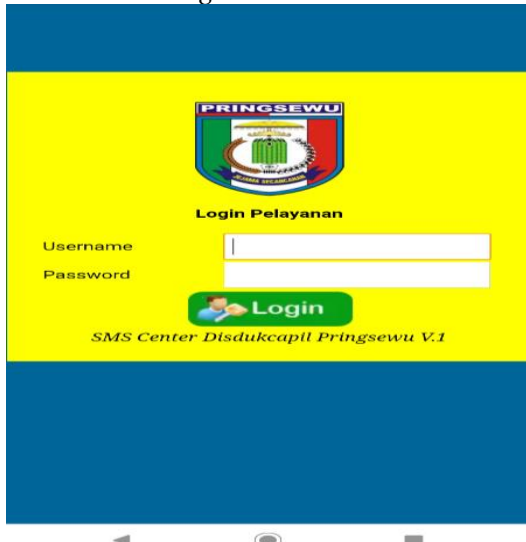 PRINGSEWU
Login Pelayanan
Username
Password
Login
SMS Center Disdukcapil Pringsewu V.1